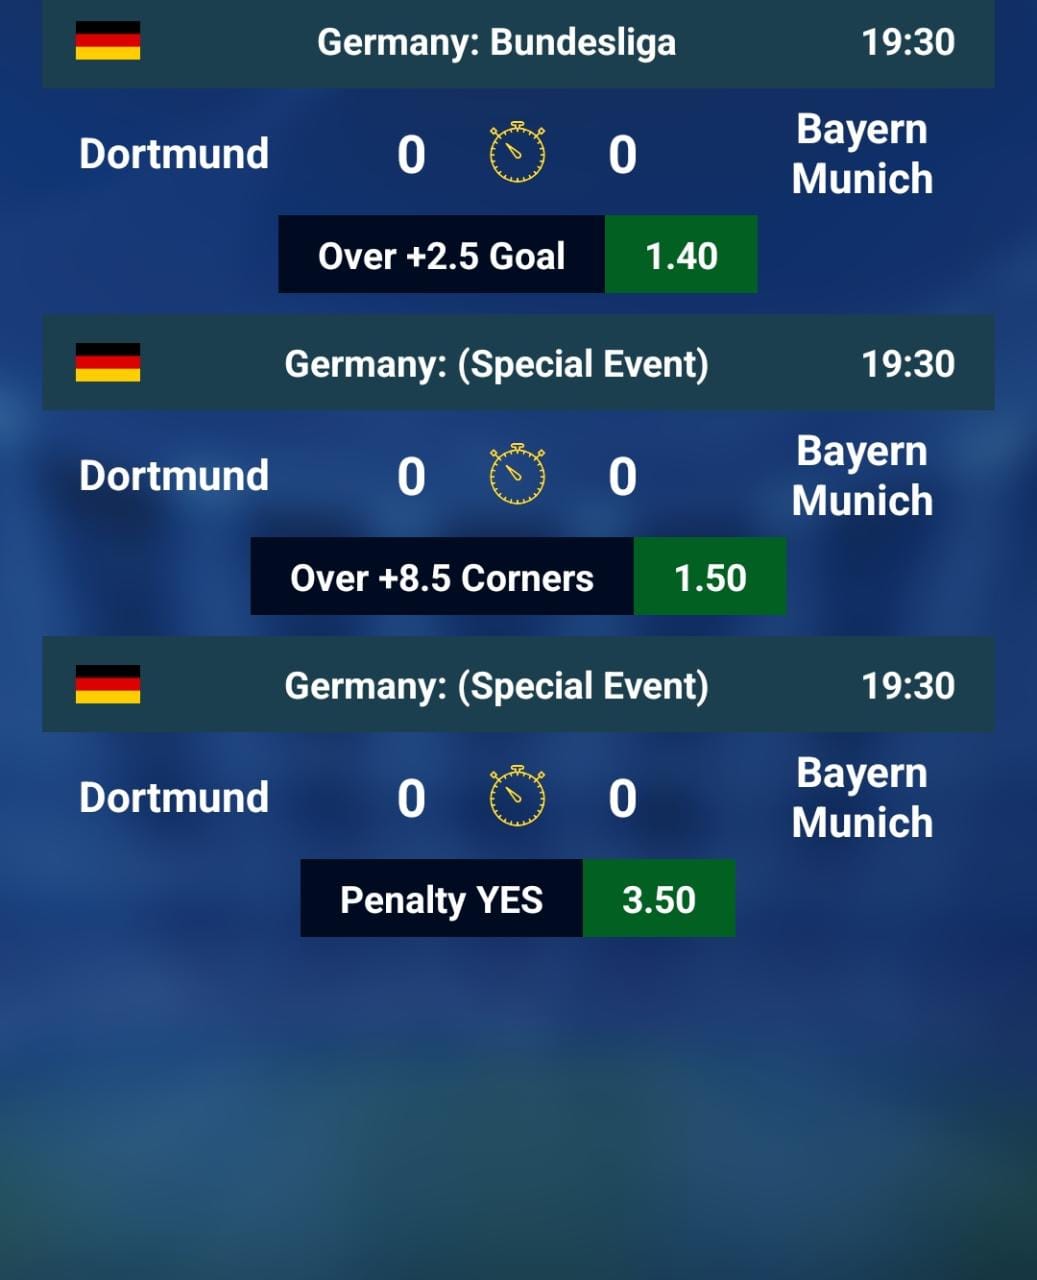 Germany: Bundesliga 19:30
Dortmund 0 0 Bayern Munich
Over +2.5 Goal 1.40
Germany: (Special Event) 19:30
Dortmund 0 0 Bayern Munich
Over +8.5 Corners 1.50
Germany: (Special Event) 19:30
Dortmund 0 0 Bayern Munich
Penalty YES 3.50